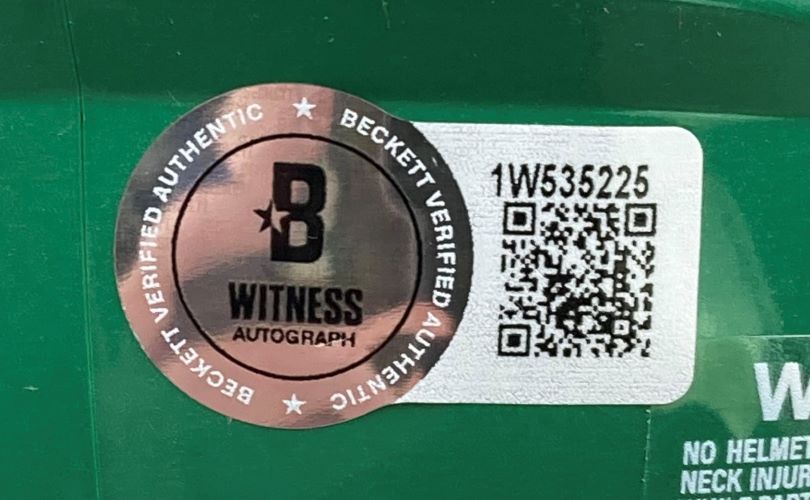 BECKETT VERIFIED AUTHENTIC ★ BECKETT VERIFIED AUTHENTIC ★
B
WITNESS
AUTOGRAPH
1W535225
NO HELMET
NECK INJUR